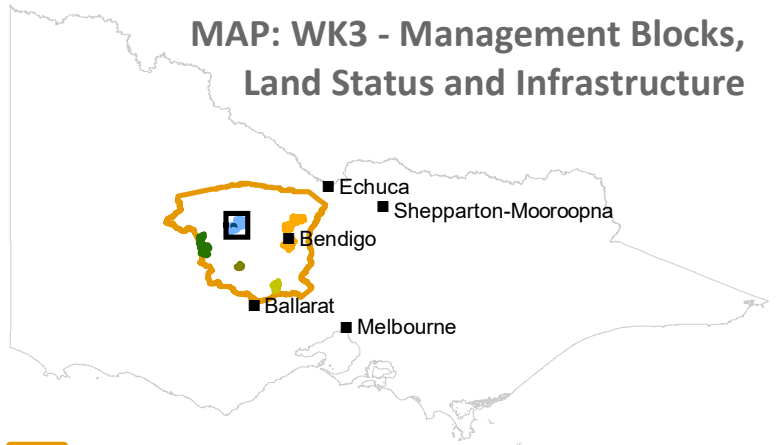 MAP: WK3 - Management Blocks,
Land Status and Infrastructure
Echuca
Shepparton-Mooroopna
Bendigo
Ballarat
Melbourne